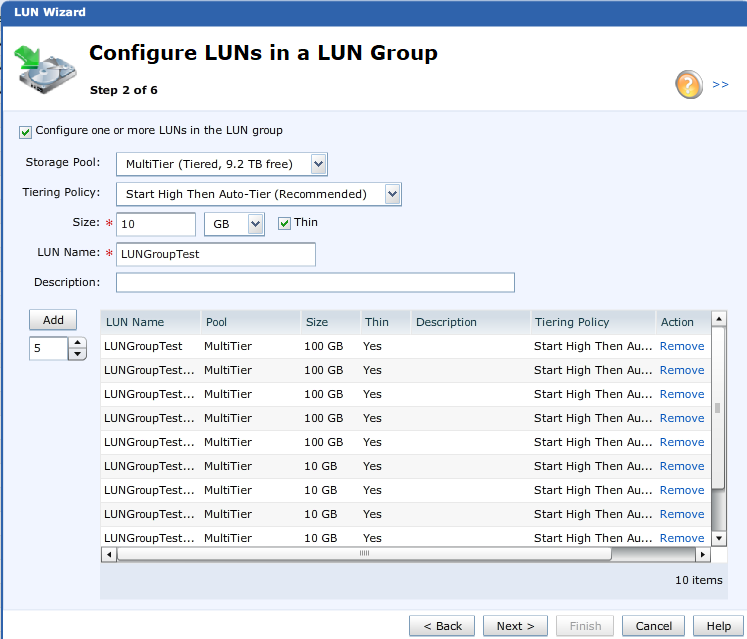 LUN Wizard
Configure LUNs in a LUN Group
Step 2 of 6
? >>
Configure one or more LUNs in the LUN group
Storage Pool: MultiTier (Tiered, 9.2 TB free)
Tiering Policy: Start High Then Auto-Tier (Recommended)
Size: * 10 GB Thin
LUN Name: * LUNGroupTest
Description:
Add
5
LUN Name Pool Size Thin Description Tiering Policy Action
LUNGroupTest MultiTier 100 GB Yes Start High Then Au... Remove
LUNGroupTest... MultiTier 100 GB Yes Start High Then Au... Remove
LUNGroupTest... MultiTier 100 GB Yes Start High Then Au... Remove
LUNGroupTest... MultiTier 100 GB Yes Start High Then Au... Remove
LUNGroupTest... MultiTier 100 GB Yes Start High Then Au... Remove
LUNGroupTest... MultiTier 10 GB Yes Start High Then Au... Remove
LUNGroupTest... MultiTier 10 GB Yes Start High Then Au... Remove
LUNGroupTest... MultiTier 10 GB Yes Start High Then Au... Remove
LUNGroupTest... MultiTier 10 GB Yes Start High Then Au... Remove
10 items
< Back Next > Finish Cancel Help